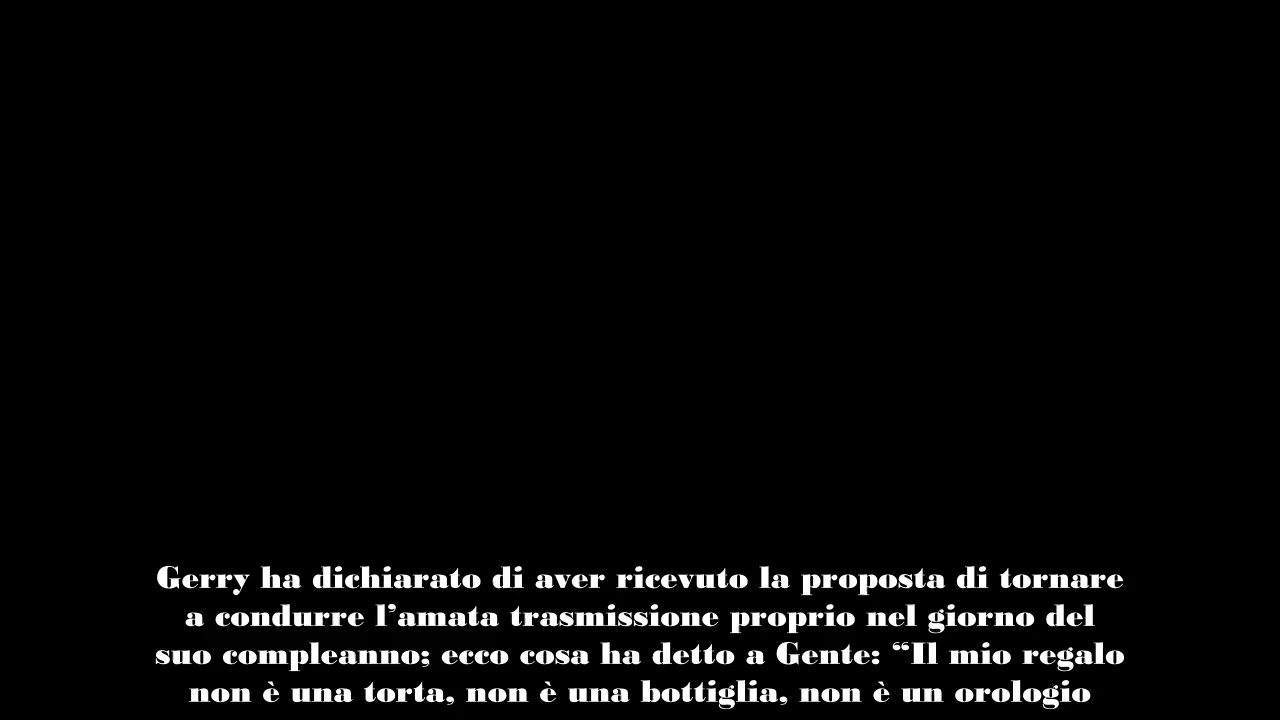 Gerry ha dichiarato di aver ricevuto la proposta di tornare
a condurre l’amata trasmissione proprio nel giorno del
suo compleanno; ecco cosa ha detto a Gente: “Il mio regalo
non è una torta, non è una bottiglia, non è un orologio